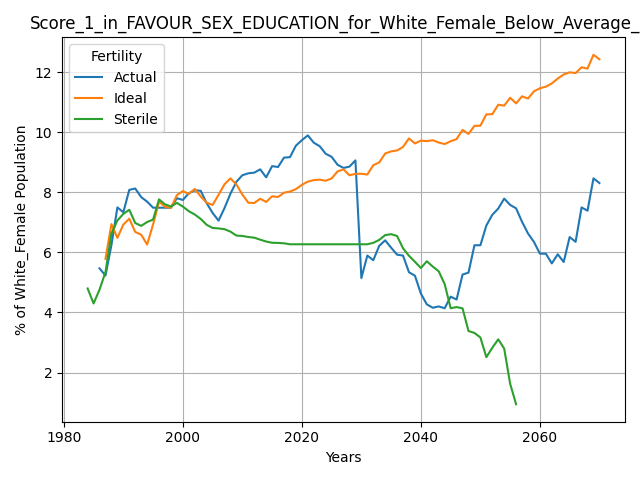 Score_1_in_FAVOUR_SEX_EDUCATION_for_White_Female_Below_Average_
Fertility
Actual
Ideal
Sterile
% of White_Female Population
12
10
8
6
4
2
1980
2000
2020
2040
2060
Years